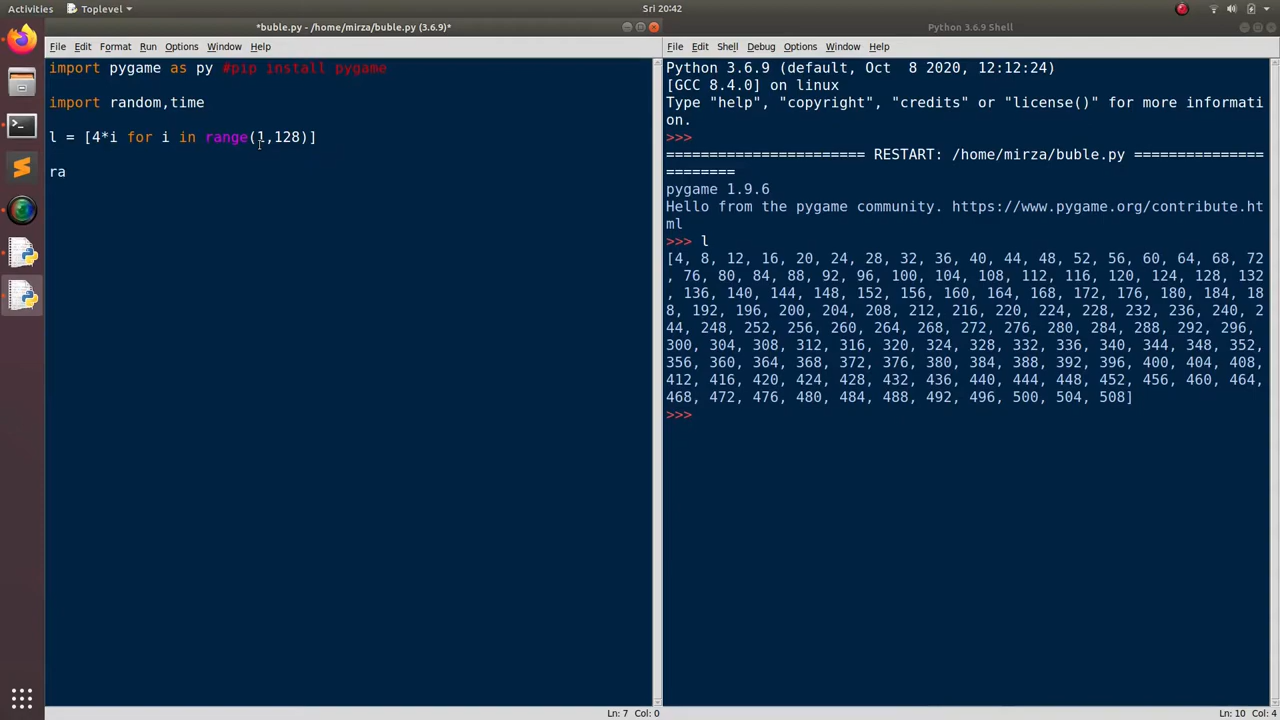 Activities Toplevel Sri 20:42
*buble.py - /home/mirza/buble.py (3.6.9)*
File Edit Format Run Options Window Help
import pygame as py #pip install pygame
import random,time
l = [4*i for i in range(1,128)]
ra
Ln: 7 Col: 0
Python 3.6.9 Shell
File Edit Shell Debug Options Window Help
Python 3.6.9 (default, Oct  8 2020, 12:12:24)
[GCC 8.4.0] on linux
Type "help", "copyright", "credits" or "license()" for more informati
on.
>>>
====================== RESTART: /home/mirza/buble.py ===============
========
pygame 1.9.6
Hello from the pygame community. https://www.pygame.org/contribute.ht
ml
>>> l
[4, 8, 12, 16, 20, 24, 28, 32, 36, 40, 44, 48, 52, 56, 60, 64, 68, 72
, 76, 80, 84, 88, 92, 96, 100, 104, 108, 112, 116, 120, 124, 128, 132
, 136, 140, 144, 148, 152, 156, 160, 164, 168, 172, 176, 180, 184, 18
8, 192, 196, 200, 204, 208, 212, 216, 220, 224, 228, 232, 236, 240, 2
44, 248, 252, 256, 260, 264, 268, 272, 276, 280, 284, 288, 292, 296,
300, 304, 308, 312, 316, 320, 324, 328, 332, 336, 340, 344, 348, 352,
356, 360, 364, 368, 372, 376, 380, 384, 388, 392, 396, 400, 404, 408,
412, 416, 420, 424, 428, 432, 436, 440, 444, 448, 452, 456, 460, 464,
468, 472, 476, 480, 484, 488, 492, 496, 500, 504, 508]
>>>
Ln: 10 Col: 4